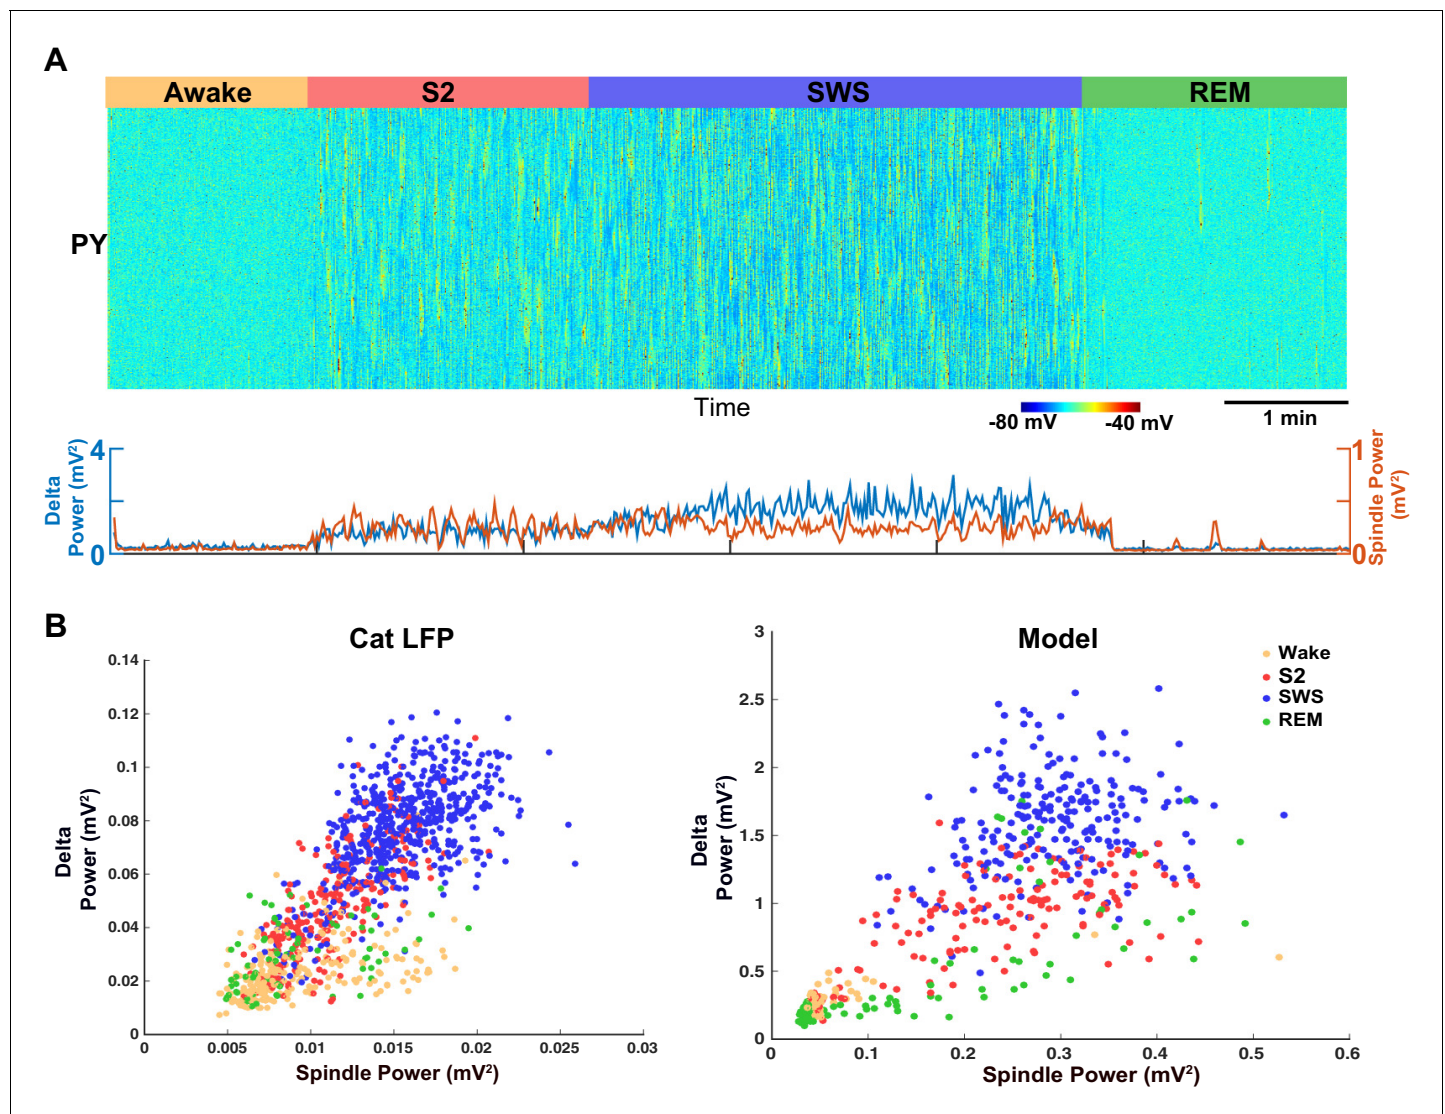 A
Awake S2 SWS REM
PY
Time
-80 mV -40 mV
1 min
Delta
Power (mV²)
4
0
1
0
Spindle Power
(mV²)
B
Cat LFP
Delta
Power (mV²)
0.14
0.12
0.1
0.08
0.06
0.04
0.02
0
0 0.005 0.01 0.015 0.02 0.025 0.03
Spindle Power (mV²)
Model
Delta
Power (mV²)
3
2.5
2
1.5
1
0.5
0
0 0.1 0.2 0.3 0.4 0.5 0.6
Spindle Power (mV²)
Wake
S2
SWS
REM